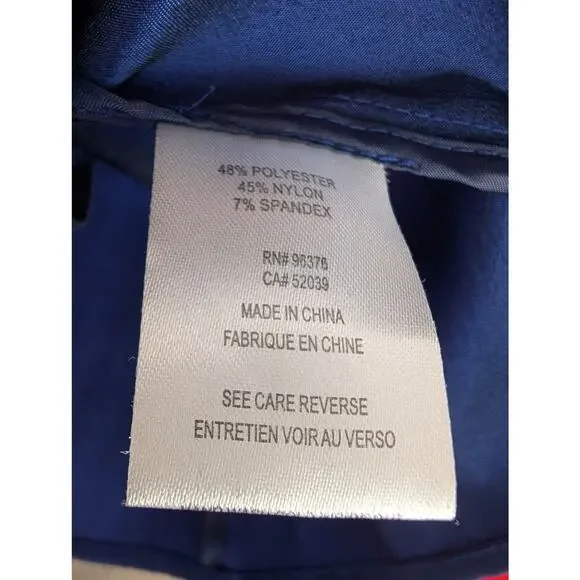 48% POLYESTER
45% NYLON
7% SPANDEX
RN# 96376
CA# 52039
MADE IN CHINA
FABRIQUE EN CHINE
SEE CARE REVERSE
ENTRETIEN VOIR AU VERSO